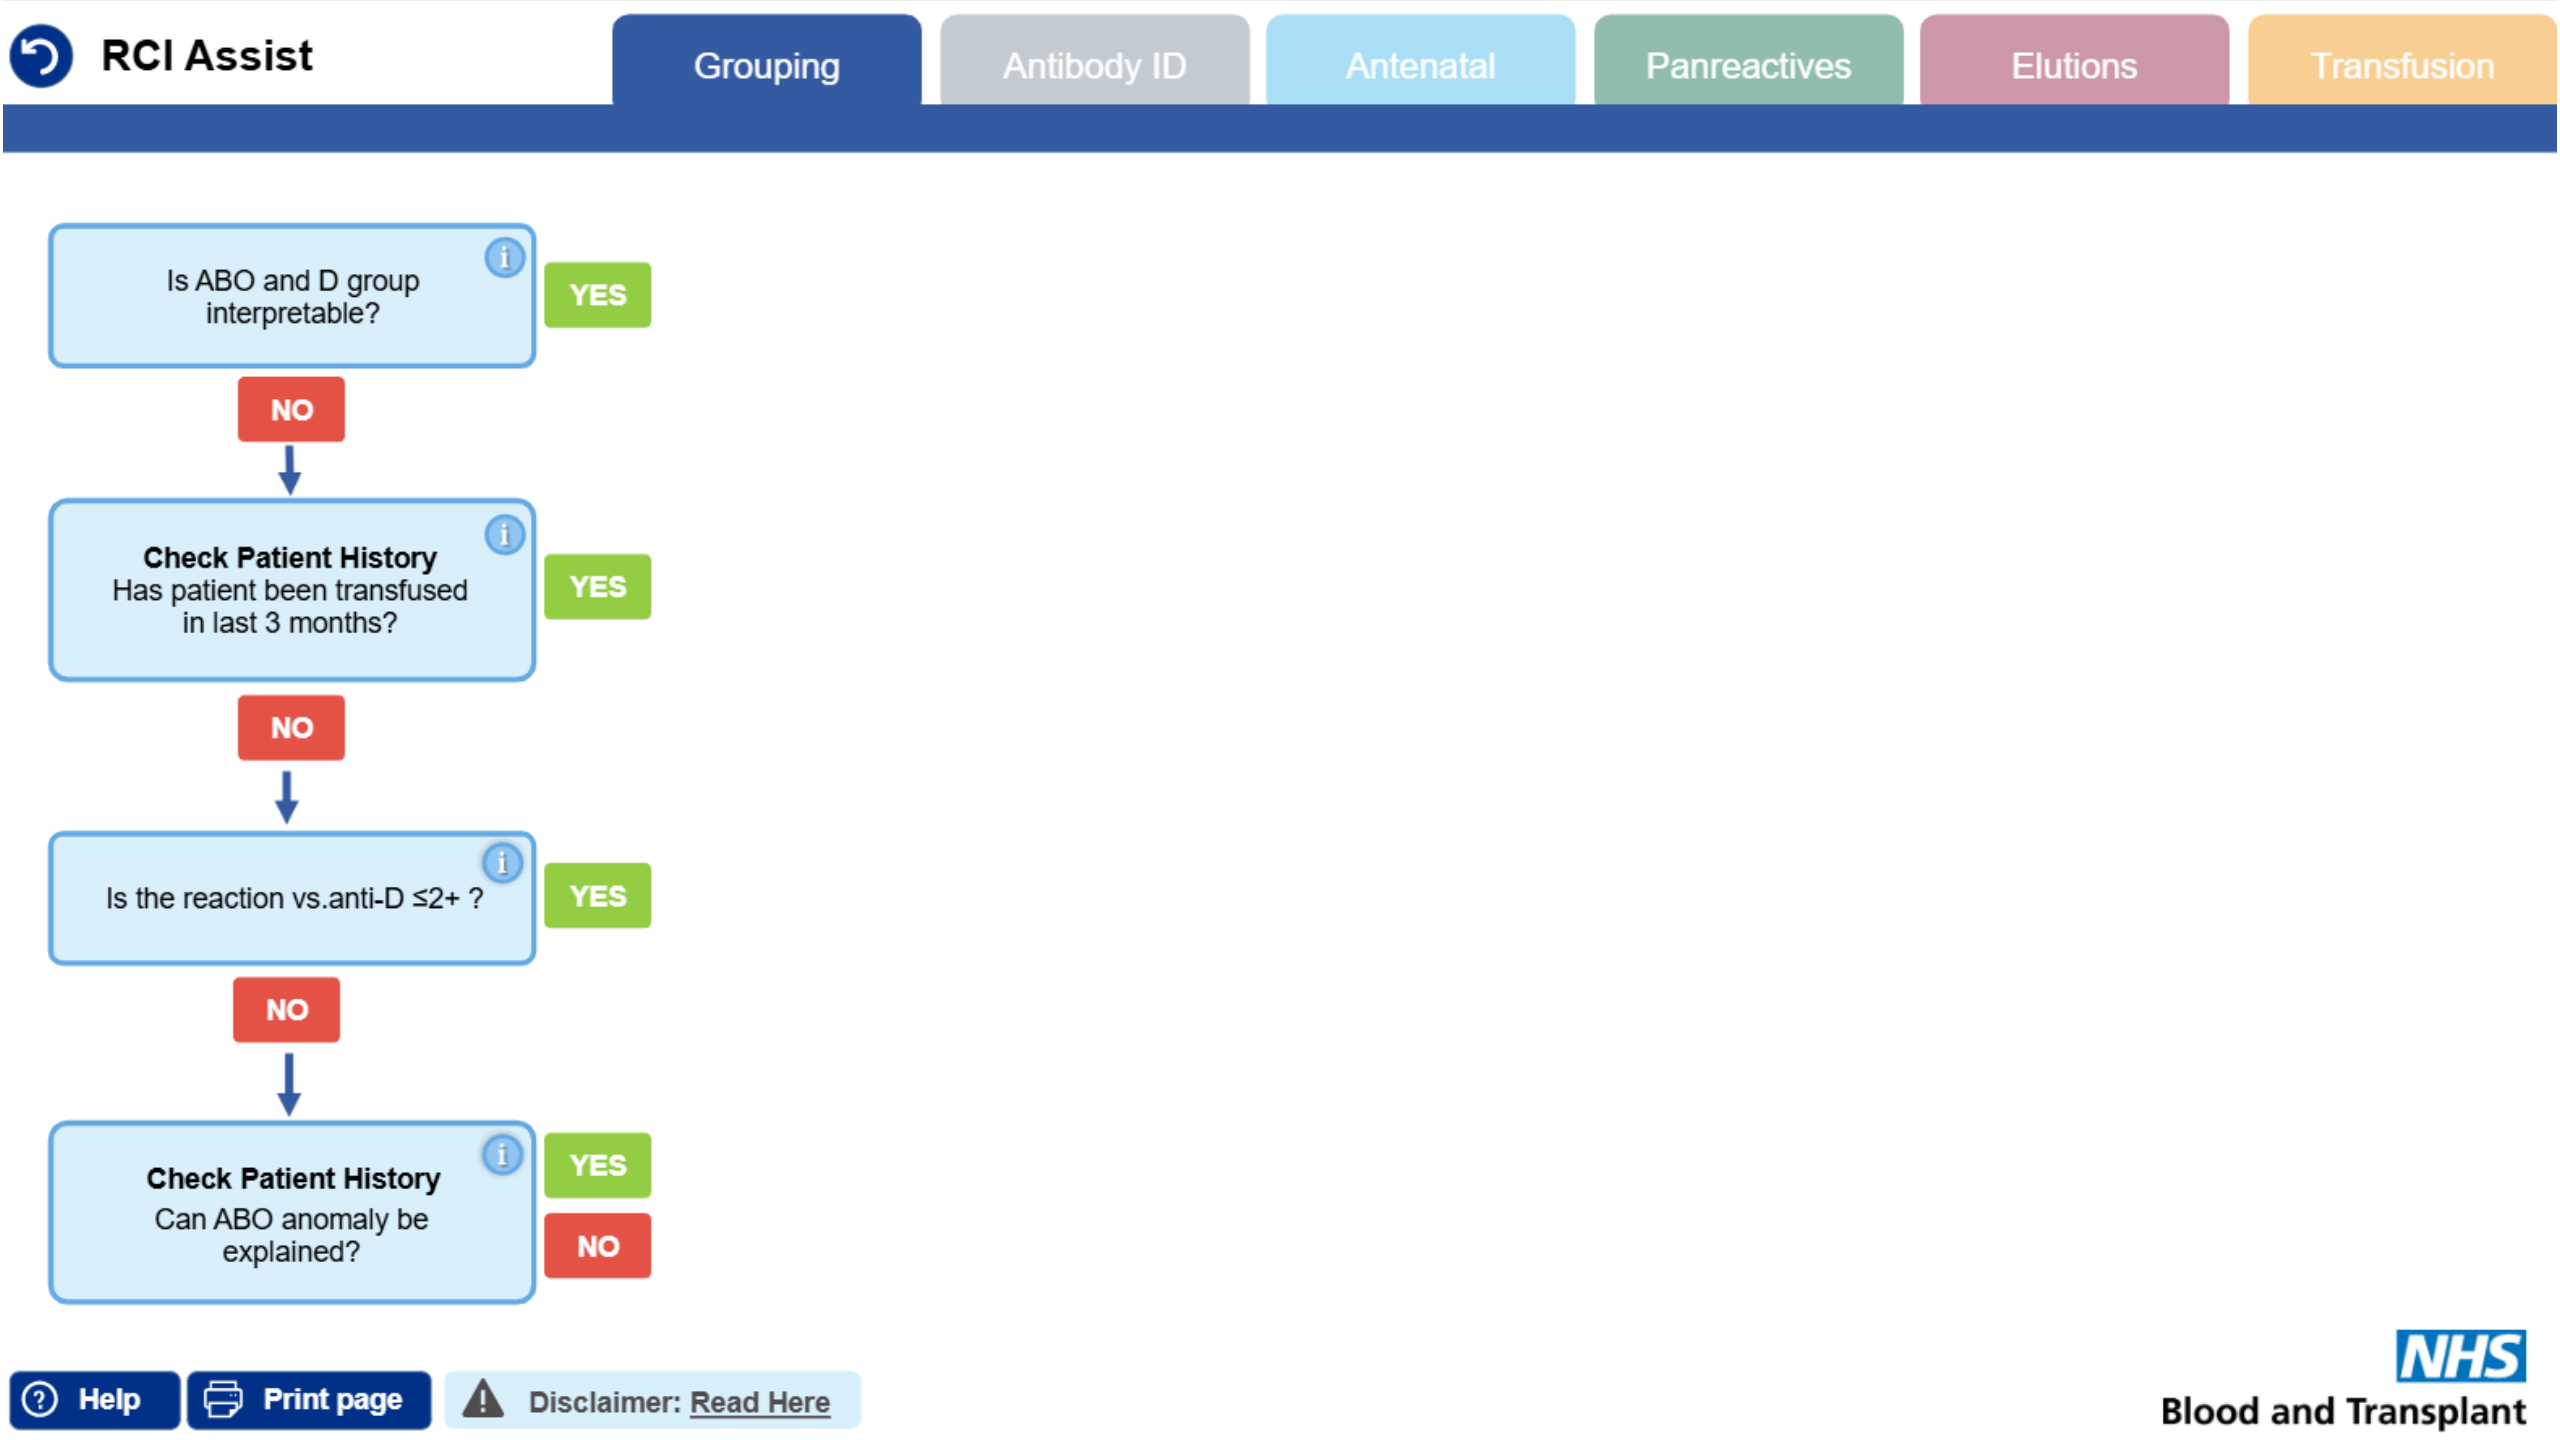 RCI Assist
Grouping
Antibody ID
Antenatal
Panreactives
Elutions
Transfusion
Is ABO and D group
interpretable?
YES
NO
Check Patient History
Has patient been transfused
in last 3 months?
YES
NO
Is the reaction vs.anti-D ≤2+ ?
YES
NO
Check Patient History
Can ABO anomaly be
explained?
YES
NO
Help
Print page
Disclaimer: Read Here
NHS
Blood and Transplant